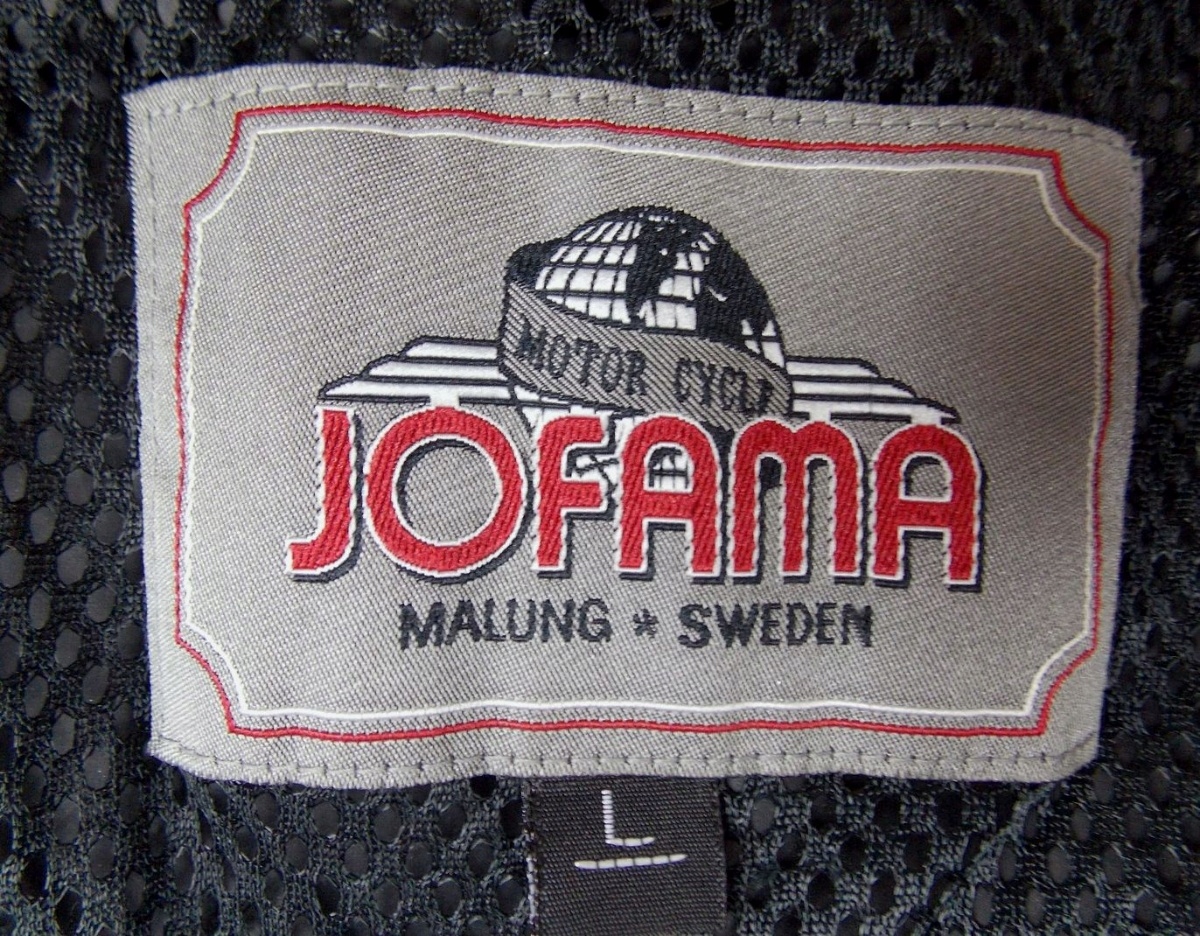 MOTOR CYCLE
JOFAMA
MALUNG * SWEDEN
L